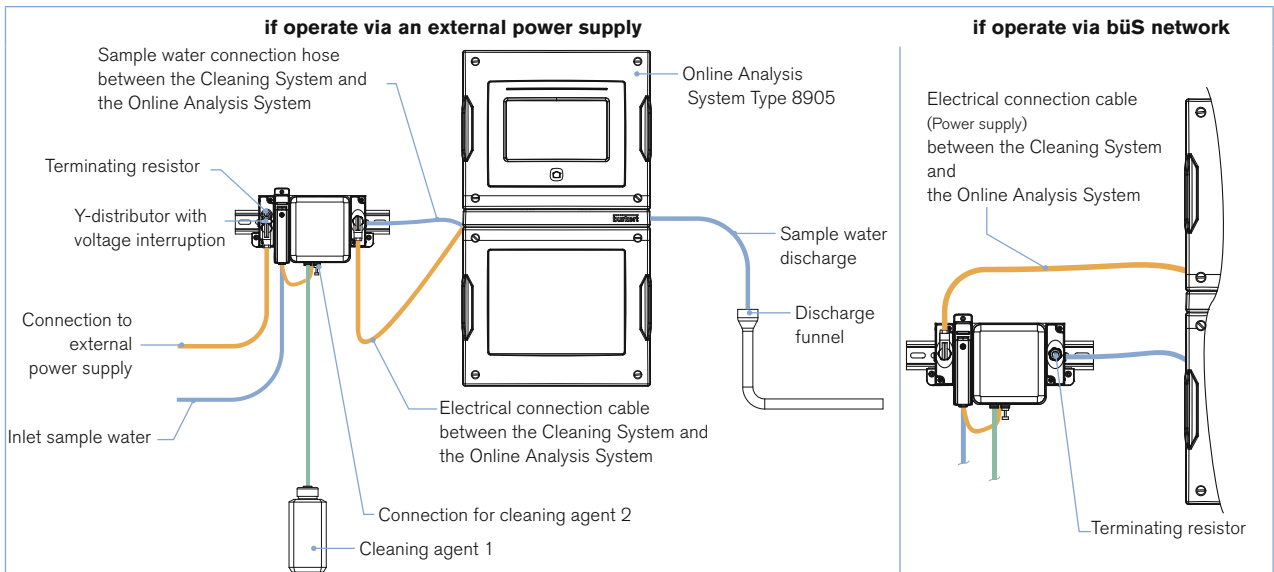 if operate via an external power supply
Sample water connection hose
between the Cleaning System and
the Online Analysis System
Online Analysis
System Type 8905
Terminating resistor
Y-distributor with
voltage interruption
burkert
Sample water
discharge
Connection to
external
power supply
Discharge
funnel
Inlet sample water
Electrical connection cable
between the Cleaning System and
the Online Analysis System
Connection for cleaning agent 2
Cleaning agent 1
if operate via büS network
Electrical connection cable
(Power supply)
between the Cleaning System
and
the Online Analysis System
Terminating resistor